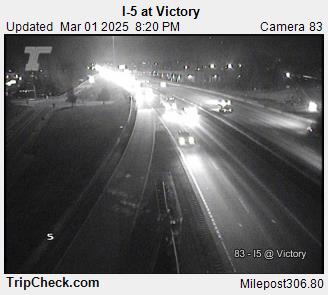 I-5 at Victory
Updated Mar 01 2025 8:20 PM Camera 83
T
S
83 - I5 @ Victory
TripCheck.com Milepost306.80